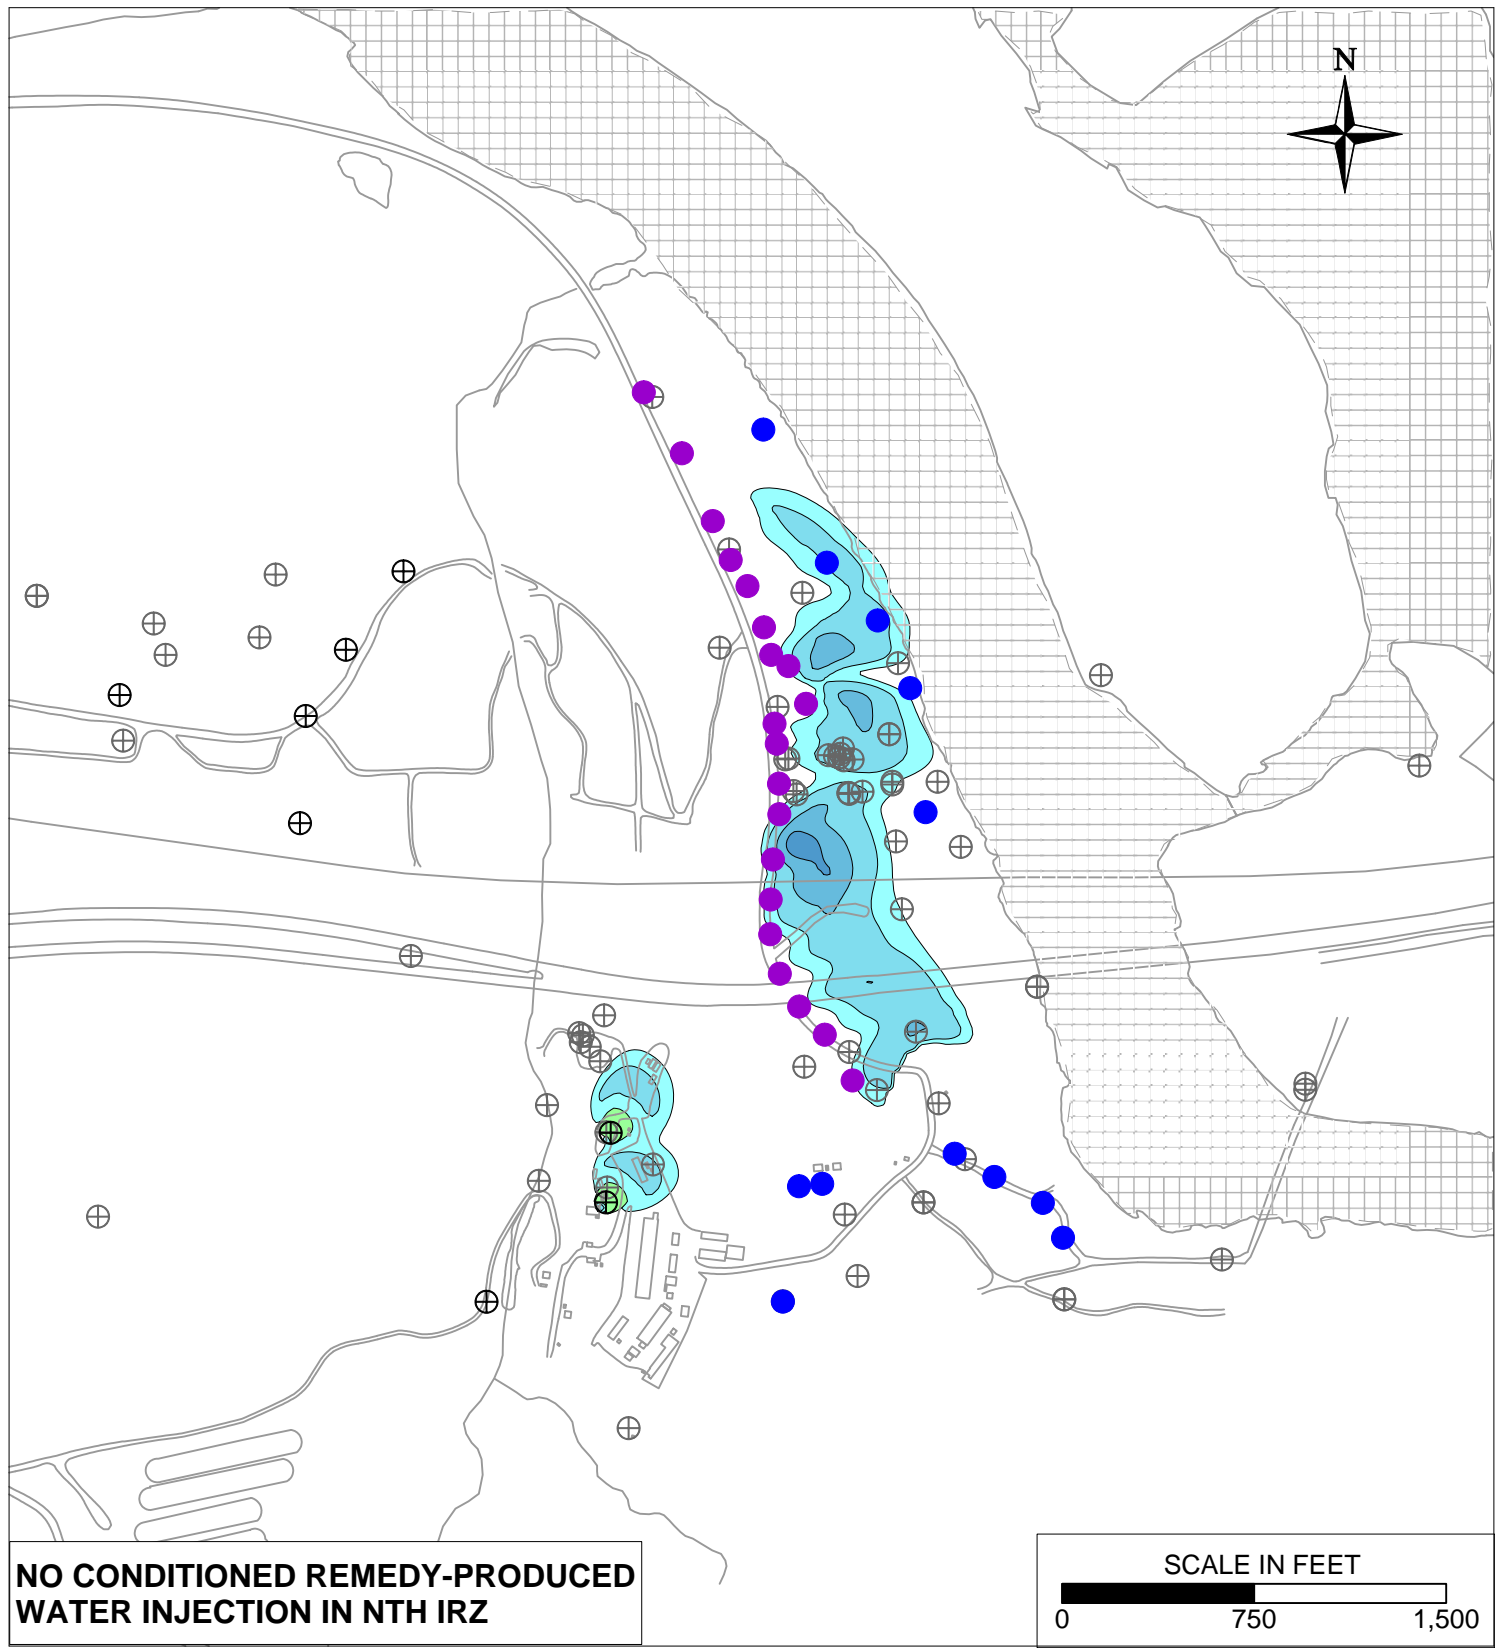 N
NO CONDITIONED REMEDY-PRODUCED
WATER INJECTION IN NTH IRZ
SCALE IN FEET
0 750 1,500